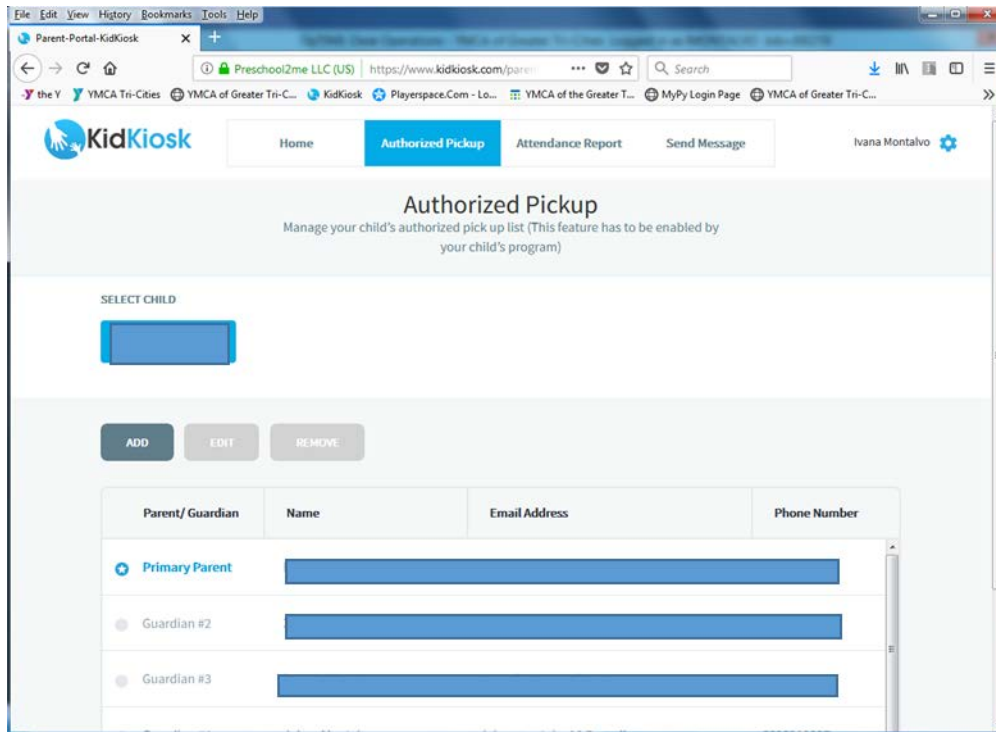 File Edit View History Bookmarks Tools Help
Parent-Portal-KidKiosk
Preschool2me LLC (US) https://www.kidkiosk.com/paren Search
the Y YMCA Tri-Cities YMCA of Greater Tri-C... KidKiosk Playerspace.Com - Lo... YMCA of the Greater T... MyPy Login Page YMCA of Greater Tri-C...
KidKiosk Home Authorized Pickup Attendance Report Send Message Ivana Montalvo
Authorized Pickup
Manage your child's authorized pick up list (This feature has to be enabled by
your child's program)
SELECT CHILD
ADD EDIT REMOVE
Parent/ Guardian Name Email Address Phone Number
Primary Parent
Guardian #2
Guardian #3